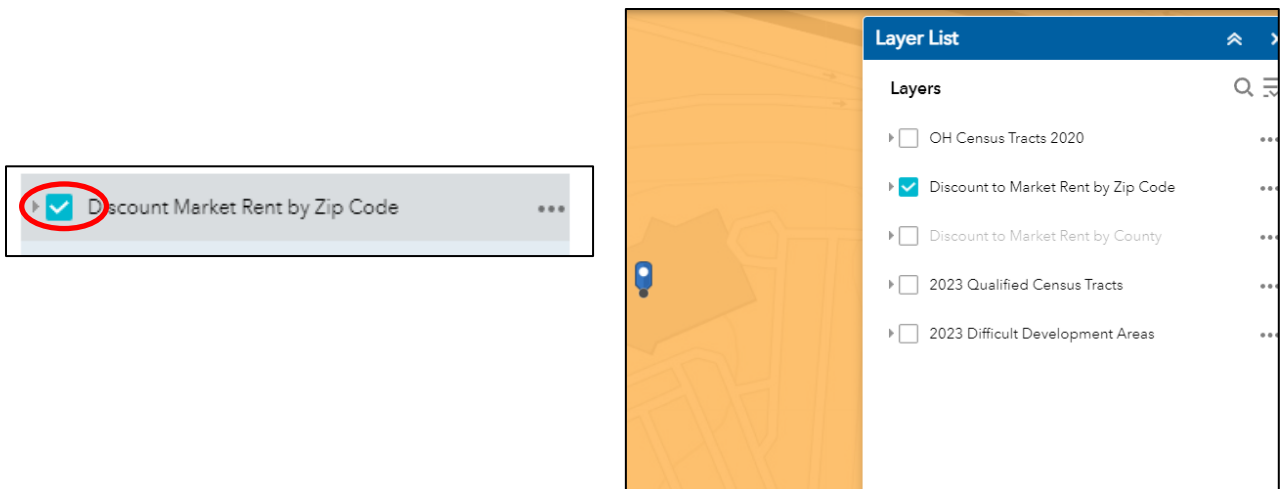 Discount Market Rent by Zip Code
Layer List
Layers
OH Census Tracts 2020
Discount to Market Rent by Zip Code
Discount to Market Rent by County
2023 Qualified Census Tracts
2023 Difficult Development Areas